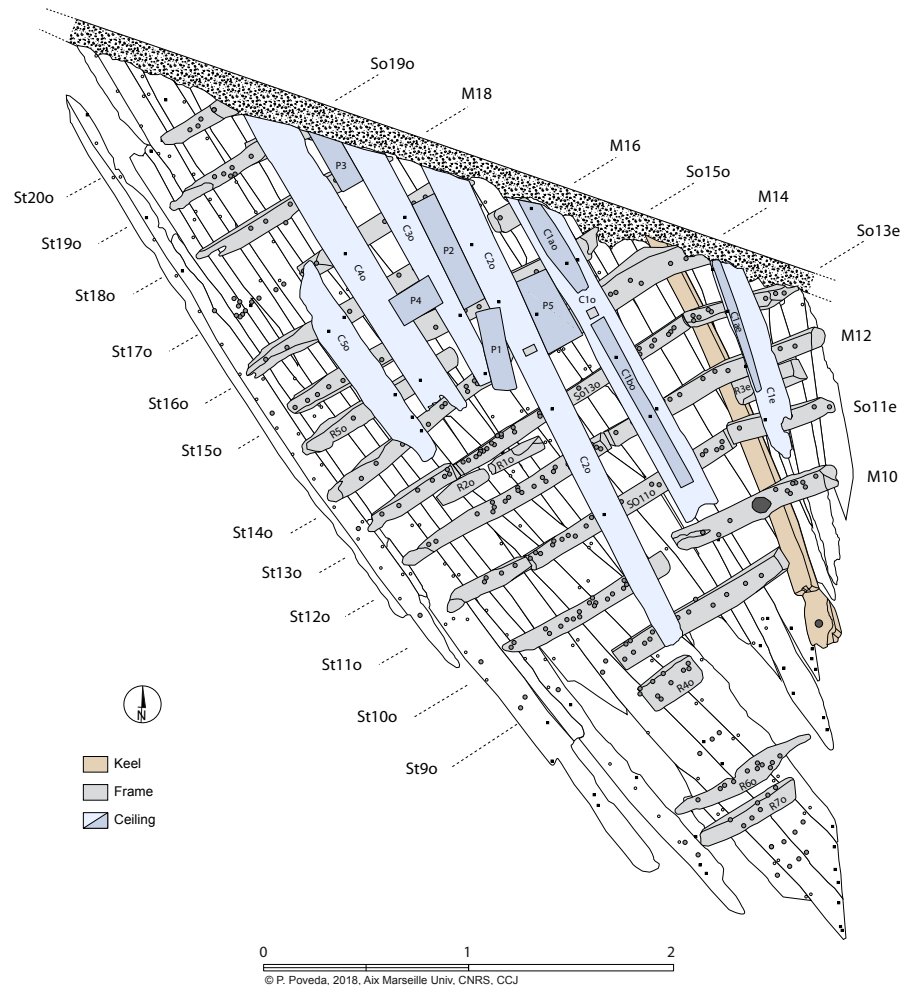 So19o
M18
M16
So15o
M14
So13e
P3
St20o
C3o
P2
C1ao
St19o
C4o
C2o
St18o
P4
C1o
P5
C1ae
M12
St17o
C5o
P1
C1bo
R3e
C1e
So11e
St16o
So13o
R5o
St15o
R1o
C2o
M10
R2o
SO11o
St14o
St13o
St12o
St11o
R4o
St10o
N
St9o
Keel
R6o
Frame
R7o
Ceiling
0 1 2
© P. Poveda, 2018, Aix Marseille Univ, CNRS, CCJ